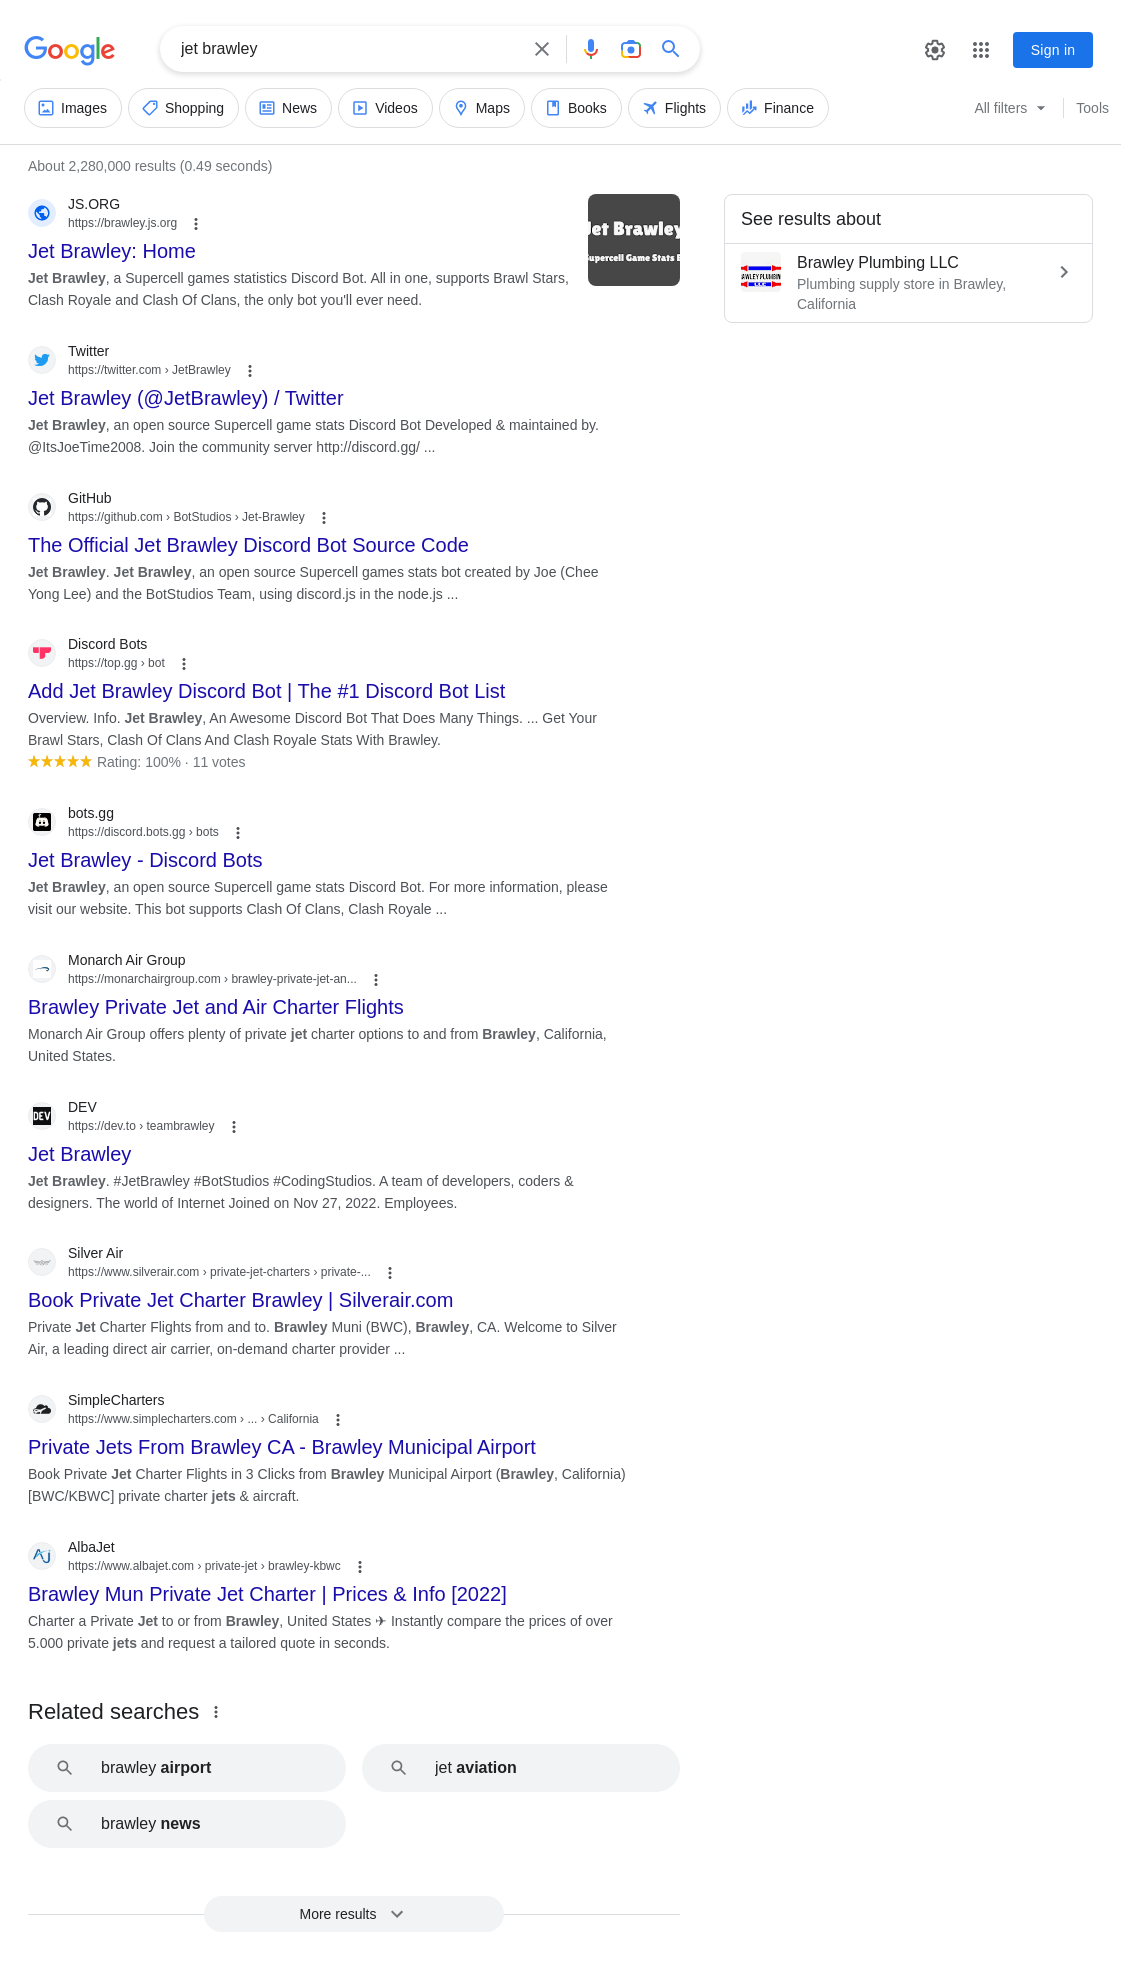 Google
jet brawley
Sign in
Images
Shopping
News
Videos
Maps
Books
Flights
Finance
All filters
Tools
About 2,280,000 results (0.49 seconds)
JS.ORG
https://brawley.js.org
Jet Brawley: Home
Jet Brawley, a Supercell games statistics Discord Bot. All in one, supports Brawl Stars,
Clash Royale and Clash Of Clans, the only bot you'll ever need.
Jet Brawley
Supercell Game Stats B
See results about
Brawley Plumbing LLC
Plumbing supply store in Brawley,
California
AWLEY PLUMBIN
LLC
Twitter
https://twitter.com › JetBrawley
Jet Brawley (@JetBrawley) / Twitter
Jet Brawley, an open source Supercell game stats Discord Bot Developed & maintained by.
@ItsJoeTime2008. Join the community server http://discord.gg/ ...
GitHub
https://github.com › BotStudios › Jet-Brawley
The Official Jet Brawley Discord Bot Source Code
Jet Brawley. Jet Brawley, an open source Supercell games stats bot created by Joe (Chee
Yong Lee) and the BotStudios Team, using discord.js in the node.js ...
Discord Bots
https://top.gg › bot
Add Jet Brawley Discord Bot | The #1 Discord Bot List
Overview. Info. Jet Brawley, An Awesome Discord Bot That Does Many Things. ... Get Your
Brawl Stars, Clash Of Clans And Clash Royale Stats With Brawley.
Rating: 100% · 11 votes
bots.gg
https://discord.bots.gg › bots
Jet Brawley - Discord Bots
Jet Brawley, an open source Supercell game stats Discord Bot. For more information, please
visit our website. This bot supports Clash Of Clans, Clash Royale ...
Monarch Air Group
https://monarchairgroup.com › brawley-private-jet-an...
Brawley Private Jet and Air Charter Flights
Monarch Air Group offers plenty of private jet charter options to and from Brawley, California,
United States.
DEV
DEV
https://dev.to › teambrawley
Jet Brawley
Jet Brawley. #JetBrawley #BotStudios #CodingStudios. A team of developers, coders &
designers. The world of Internet Joined on Nov 27, 2022. Employees.
Silver Air
https://www.silverair.com › private-jet-charters › private-...
Book Private Jet Charter Brawley | Silverair.com
Private Jet Charter Flights from and to. Brawley Muni (BWC), Brawley, CA. Welcome to Silver
Air, a leading direct air carrier, on-demand charter provider ...
SimpleCharters
https://www.simplecharters.com › ... › California
Private Jets From Brawley CA - Brawley Municipal Airport
Book Private Jet Charter Flights in 3 Clicks from Brawley Municipal Airport (Brawley, California)
[BWC/KBWC] private charter jets & aircraft.
AJ
AlbaJet
https://www.albajet.com › private-jet › brawley-kbwc
Brawley Mun Private Jet Charter | Prices & Info [2022]
Charter a Private Jet to or from Brawley, United States ✈ Instantly compare the prices of over
5.000 private jets and request a tailored quote in seconds.
Related searches
brawley airport
jet aviation
brawley news
More results